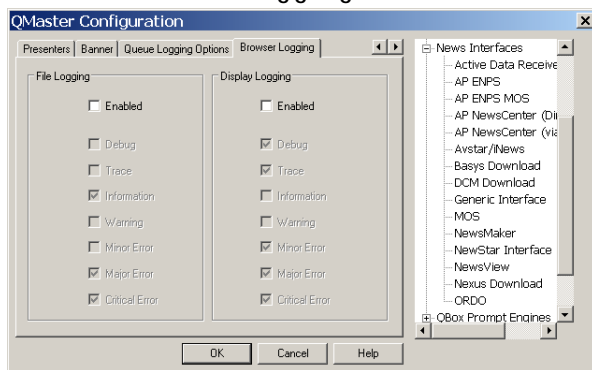 QMaster Configuration
Presenters
Banner
Queue Logging Options
Browser Logging
File Logging
Enabled
Debug
Trace
Information
Warning
Minor Error
Major Error
Critical Error
Display Logging
Enabled
Debug
Trace
Information
Warning
Minor Error
Major Error
Critical Error
OK
Cancel
Help
News Interfaces
Active Data Receive
AP ENPS
AP ENPS MOS
AP NewsCenter (Di
AP NewsCenter (via
Avstar/iNews
Basys Download
DCM Download
Generic Interface
MOS
NewsMaker
NewStar Interface
NewsView
Nexus Download
ORDO
QBox Prompt Engines